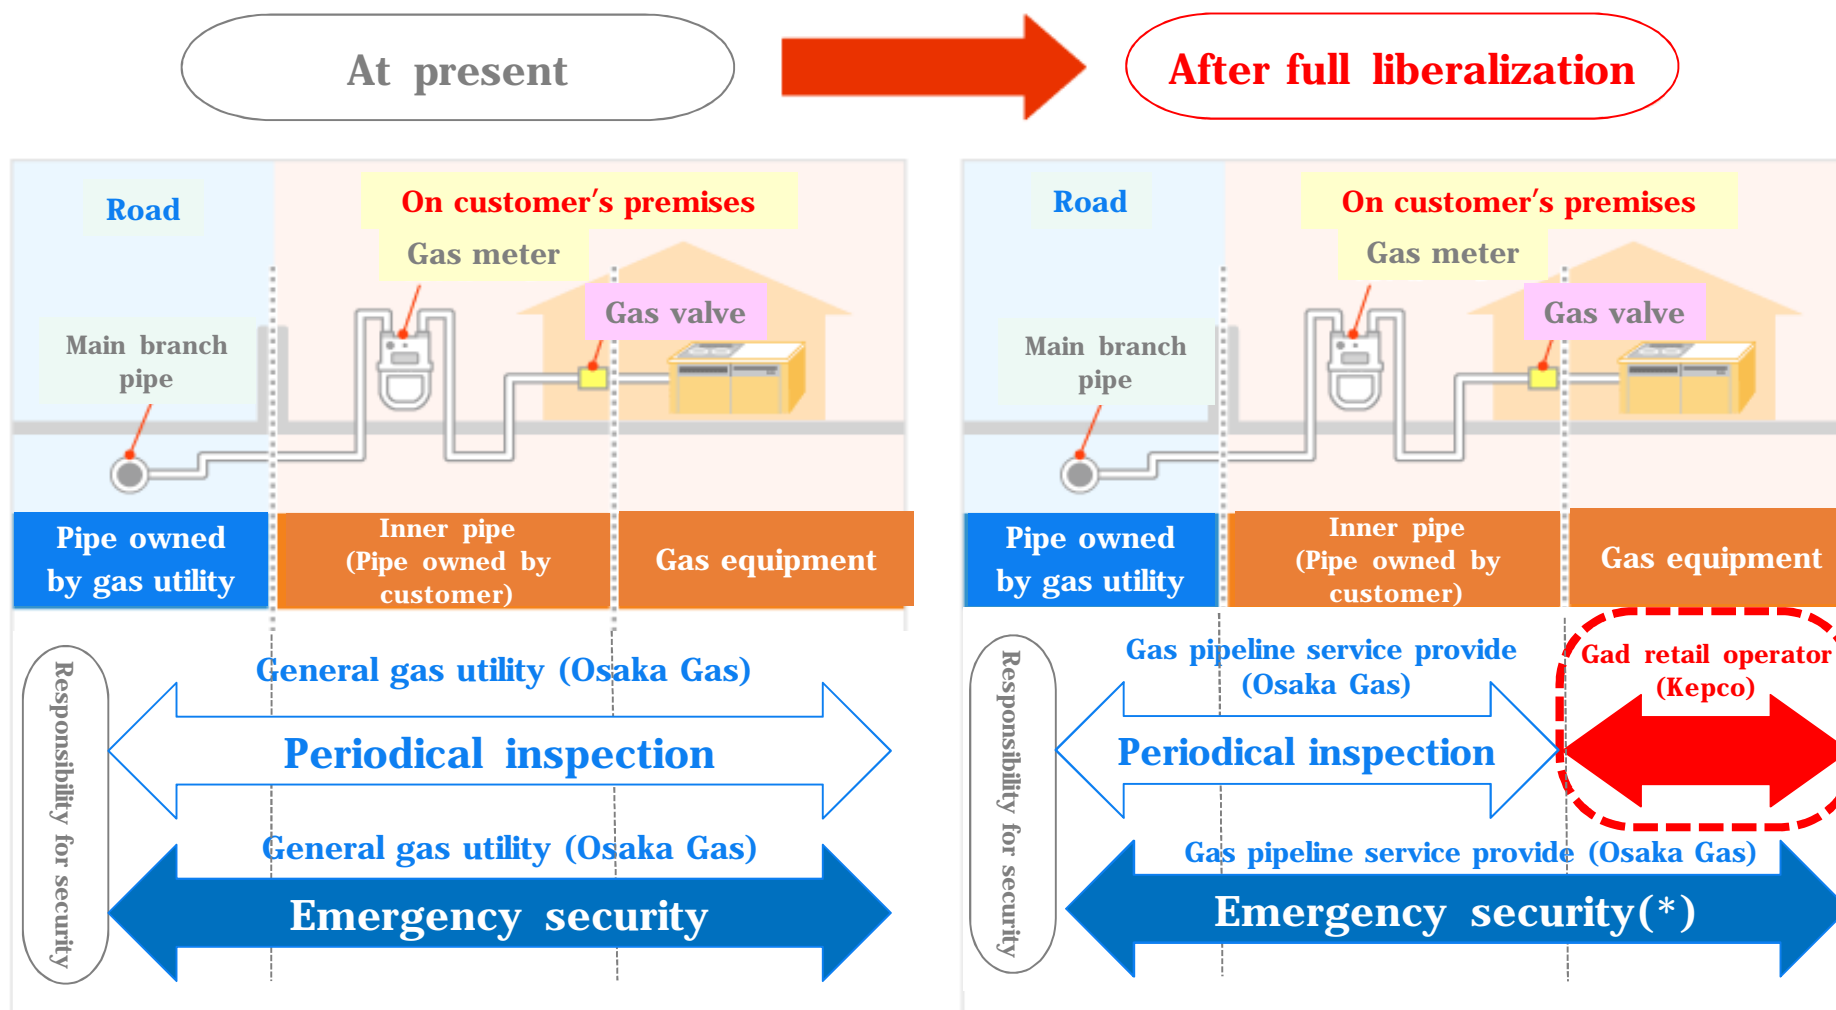 At present
After full liberalization
Road
On customer's premises
Gas meter
Gas valve
Main branch
pipe
Pipe owned
by gas utility
Inner pipe
(Pipe owned by
customer)
Gas equipment
Responsibility for security
General gas utility (Osaka Gas)
Periodical inspection
General gas utility (Osaka Gas)
Emergency security
Road
On customer's premises
Gas meter
Gas valve
Main branch
pipe
Pipe owned
by gas utility
Inner pipe
(Pipe owned by
customer)
Gas equipment
Responsibility for security
Gas pipeline service provide
(Osaka Gas)
Periodical inspection
Gad retail operator
(Kepco)
Gas pipeline service provide (Osaka Gas)
Emergency security(*)